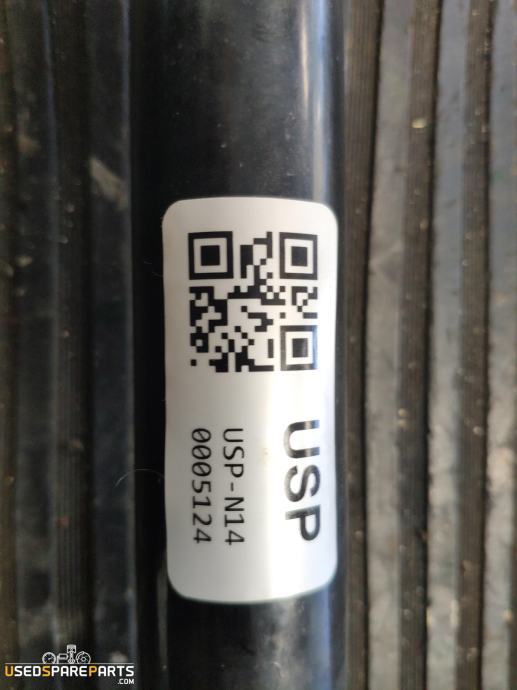 USP
USP-N14
0005124
USEDSPAREPARTS
.COM